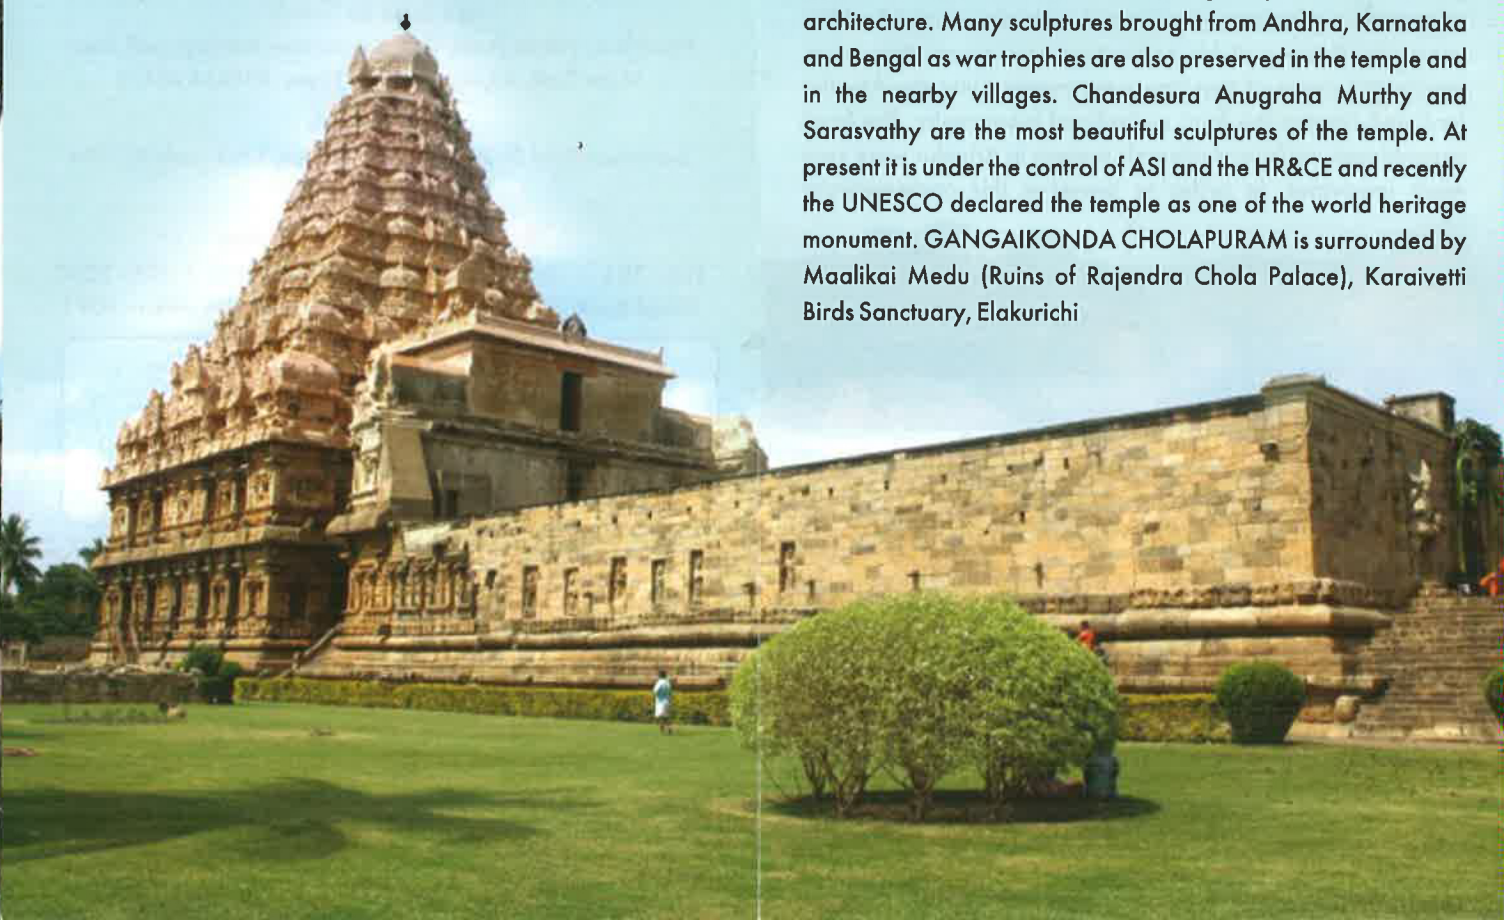 architecture. Many sculptures brought from Andhra, Karnataka
and Bengal as war trophies are also preserved in the temple and
in the nearby villages. Chandesura Anugraha Murthy and
Sarasvathy are the most beautiful sculptures of the temple. At
present it is under the control of ASI and the HR&CE and recently
the UNESCO declared the temple as one of the world heritage
monument. GANGAIKONDA CHOLAPURAM is surrounded by
Maalikai Medu (Ruins of Rajendra Chola Palace), Karaivetti
Birds Sanctuary, Elakurichi